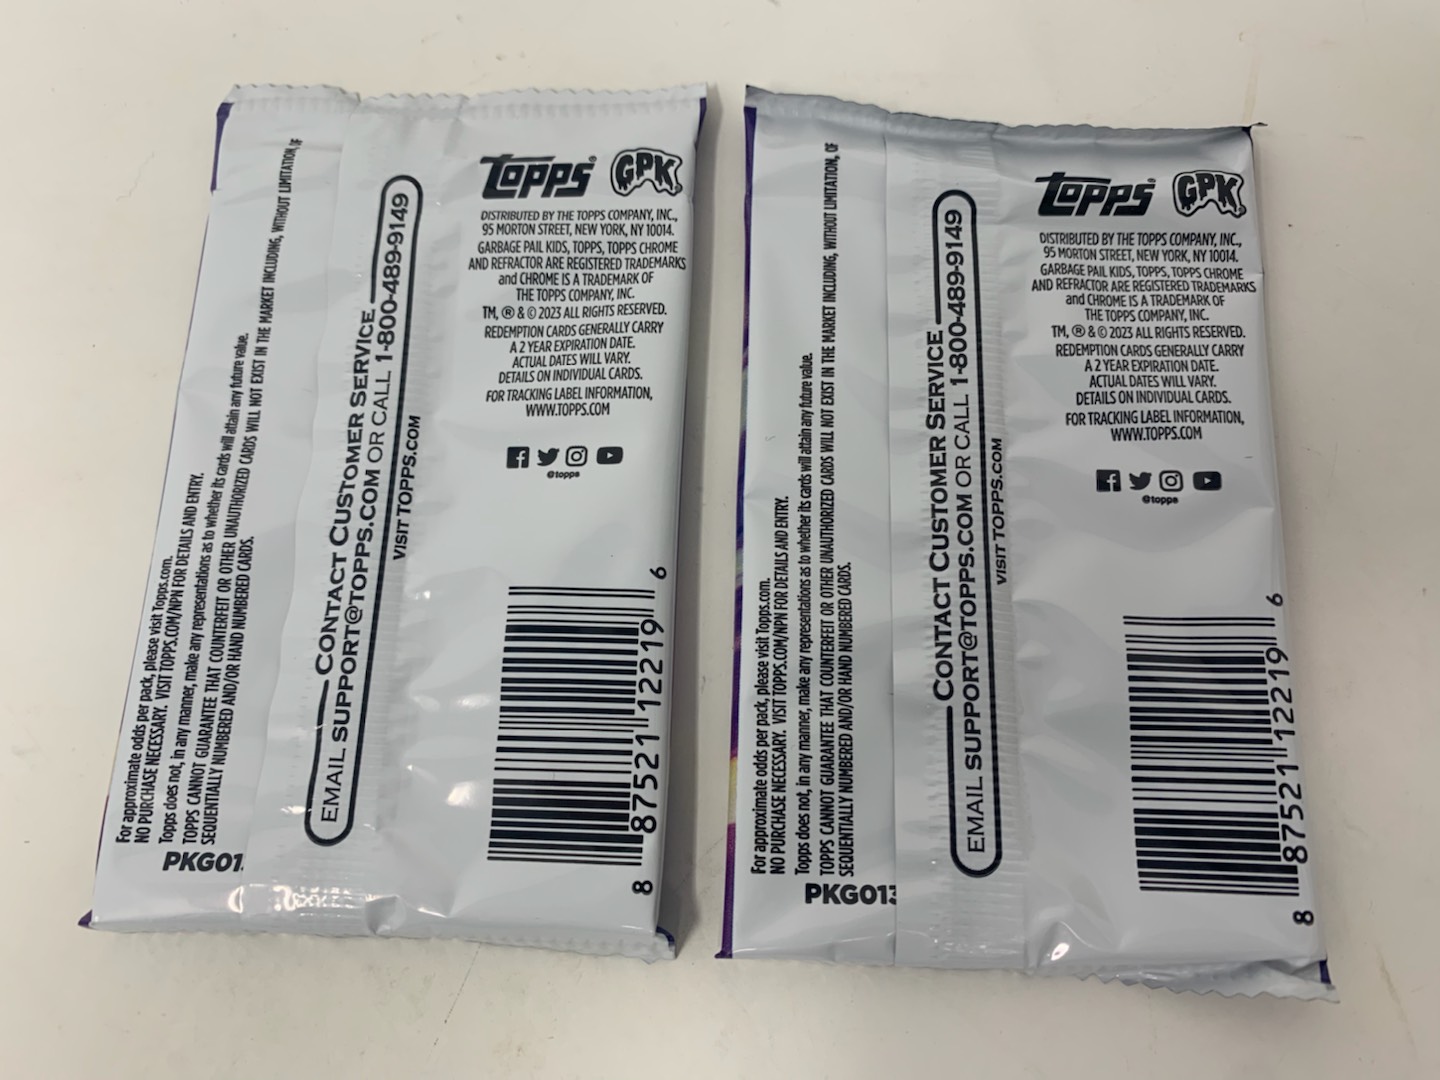 For approximate odds per pack, please visit Topps.com.
NO PURCHASE NECESSARY. VISIT TOPPS.COM/NPN FOR DETAILS AND ENTRY.
Topps does not, in any manner, make any representations as to whether its cards will attain any future value.
TOPPS CANNOT GUARANTEE THAT COUNTERFEIT OR OTHER UNAUTHORIZED CARDS WILL NOT EXIST IN THE MARKET INCLUDING, WITHOUT LIMITATION, OF
SEQUENTIALLY NUMBERED AND/OR HAND NUMBERED CARDS.
PKG01
CONTACT CUSTOMER SERVICE
EMAIL SUPPORT@TOPPS.COM OR CALL 1-800-489-9149
VISIT TOPPS.COM
TOPPS® GPK
DISTRIBUTED BY THE TOPPS COMPANY, INC.,
95 MORTON STREET, NEW YORK, NY 10014.
GARBAGE PAIL KIDS, TOPPS, TOPPS CHROME
AND REFRACTOR ARE REGISTERED TRADEMARKS
and CHROME IS A TRADEMARK OF
THE TOPPS COMPANY, INC.
TM, ® & © 2023 ALL RIGHTS RESERVED.
REDEMPTION CARDS GENERALLY CARRY
A 2 YEAR EXPIRATION DATE.
ACTUAL DATES WILL VARY.
DETAILS ON INDIVIDUAL CARDS.
FOR TRACKING LABEL INFORMATION,
WWW.TOPPS.COM
@topps
8 87521 12219 6
For approximate odds per pack, please visit Topps.com.
NO PURCHASE NECESSARY. VISIT TOPPS.COM/NPN FOR DETAILS AND ENTRY.
Topps does not, in any manner, make any representations as to whether its cards will attain any future value.
TOPPS CANNOT GUARANTEE THAT COUNTERFEIT OR OTHER UNAUTHORIZED CARDS WILL NOT EXIST IN THE MARKET INCLUDING, WITHOUT LIMITATION, OF
SEQUENTIALLY NUMBERED AND/OR HAND NUMBERED CARDS.
PKG013
CONTACT CUSTOMER SERVICE
EMAIL SUPPORT@TOPPS.COM OR CALL 1-800-489-9149
VISIT TOPPS.COM
TOPPS® GPK
DISTRIBUTED BY THE TOPPS COMPANY, INC.,
95 MORTON STREET, NEW YORK, NY 10014.
GARBAGE PAIL KIDS, TOPPS, TOPPS CHROME
AND REFRACTOR ARE REGISTERED TRADEMARKS
and CHROME IS A TRADEMARK OF
THE TOPPS COMPANY, INC.
TM, ® & © 2023 ALL RIGHTS RESERVED.
REDEMPTION CARDS GENERALLY CARRY
A 2 YEAR EXPIRATION DATE.
ACTUAL DATES WILL VARY.
DETAILS ON INDIVIDUAL CARDS.
FOR TRACKING LABEL INFORMATION,
WWW.TOPPS.COM
@topps
8 87521 12219 6